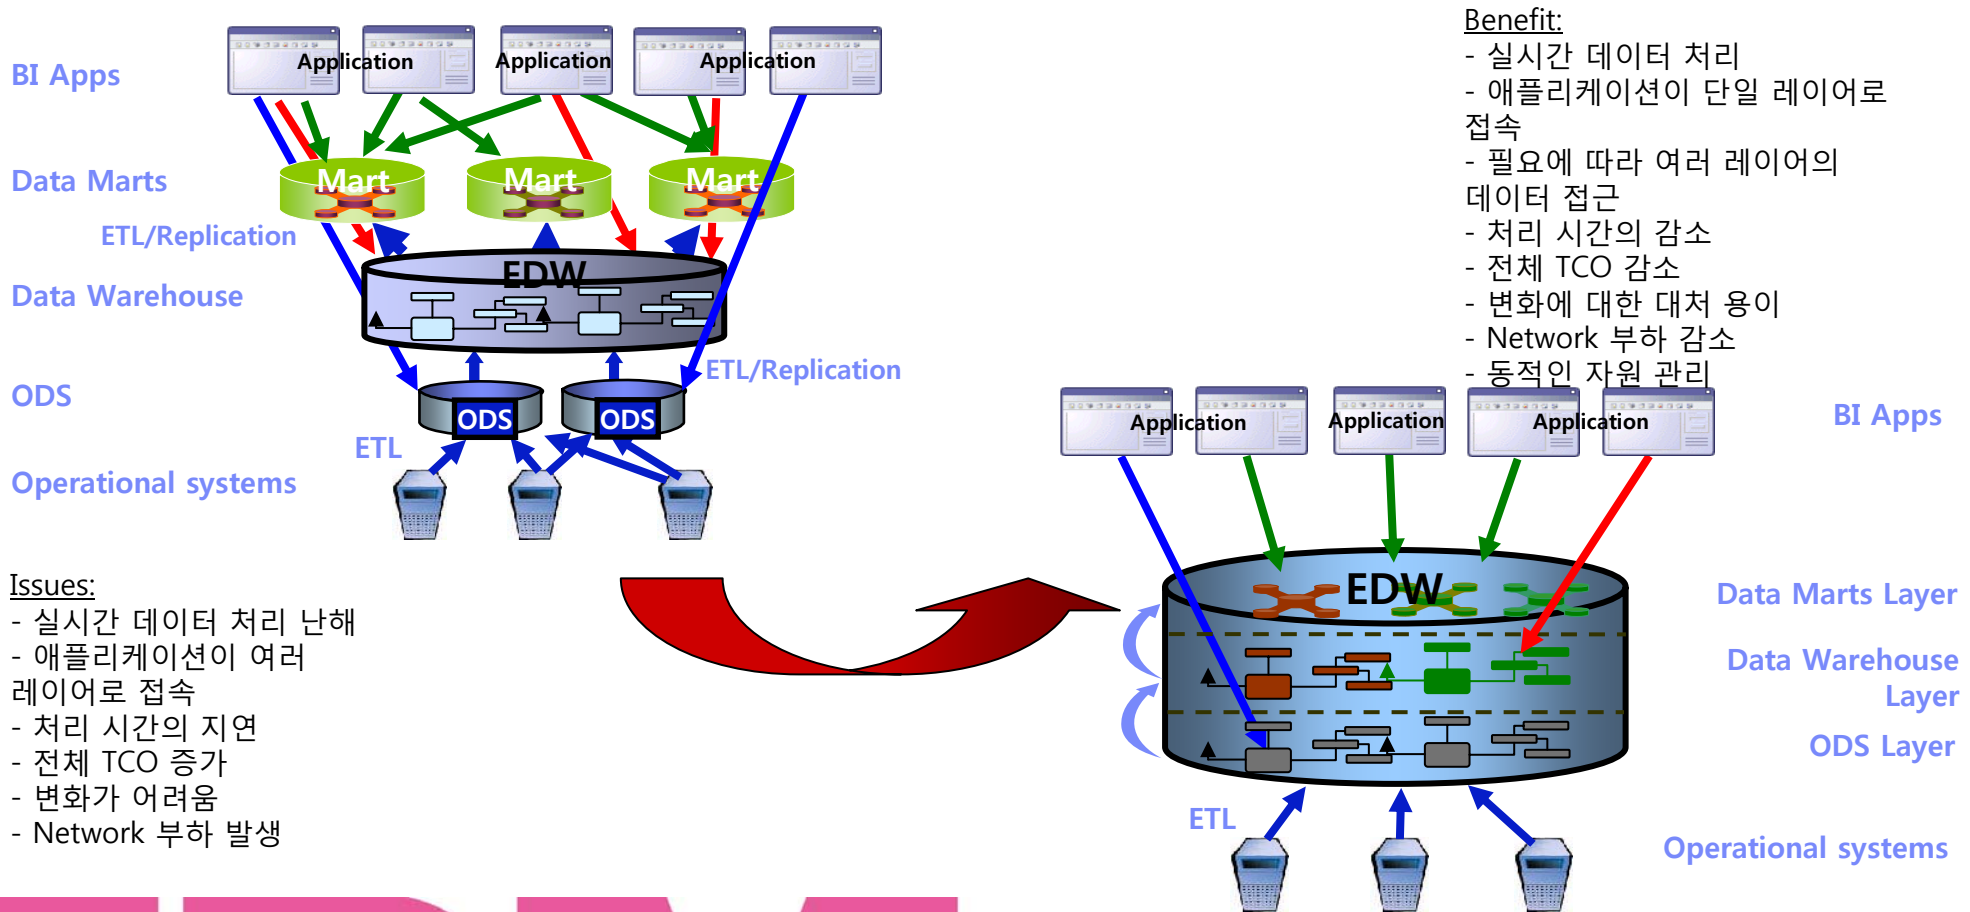 BI Apps
Application
Application
Application
Data Marts
Mart
Mart
Mart
ETL/Replication
EDW
Data Warehouse
ETL/Replication
ODS
ODS
ODS
ETL
Operational systems
Issues:
- 실시간 데이터 처리 난해
- 애플리케이션이 여러
레이어로 접속
- 처리 시간의 지연
- 전체 TCO 증가
- 변화가 어려움
- Network 부하 발생
Benefit:
- 실시간 데이터 처리
- 애플리케이션이 단일 레이어로
접속
- 필요에 따라 여러 레이어의
데이터 접근
- 처리 시간의 감소
- 전체 TCO 감소
- 변화에 대한 대처 용이
- Network 부하 감소
- 동적인 자원 관리
Application
Application
Application
BI Apps
EDW
Data Marts Layer
Data Warehouse
Layer
ODS Layer
ETL
Operational systems